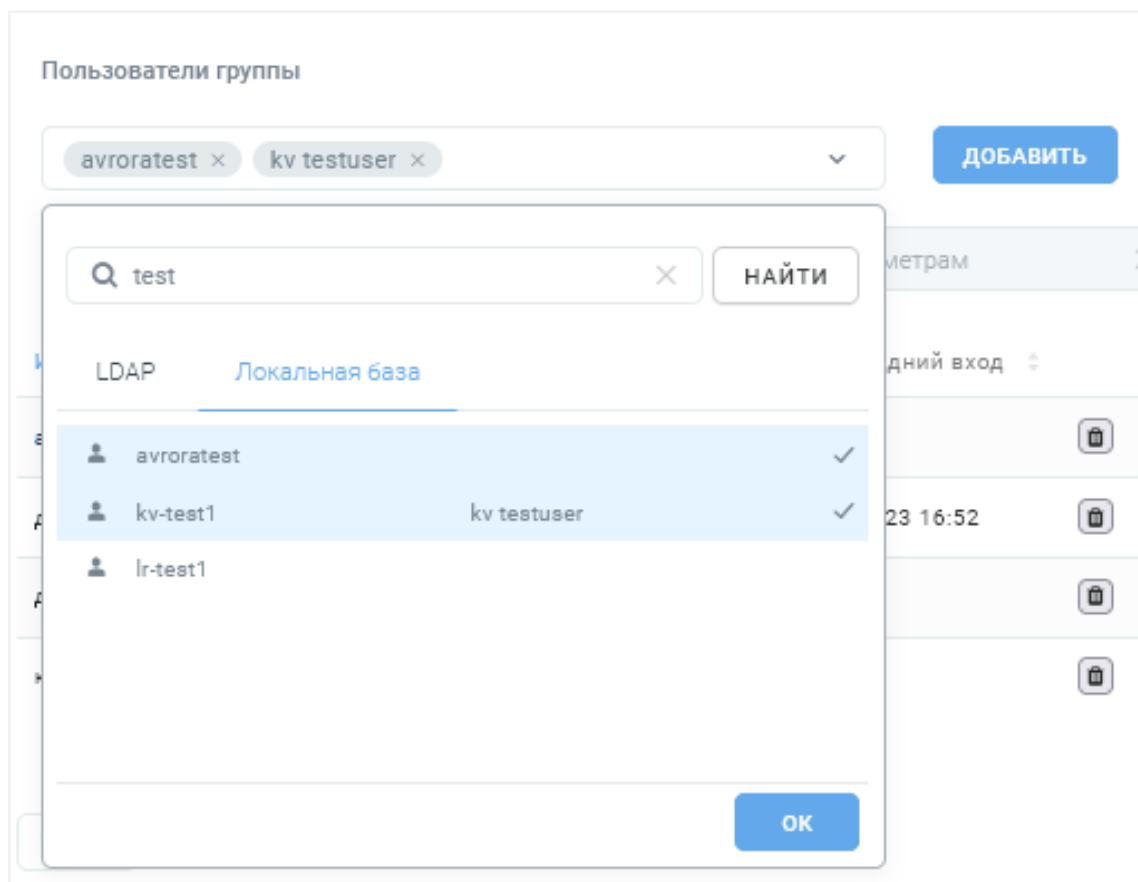 Пользователи группы
avroratest × kv testuser ×
ДОБАВИТЬ
test
НАЙТИ
метрам
LDAP Локальная база
дний вход
avroratest
kv-test1 kv testuser
23 16:52
lr-test1
ОК